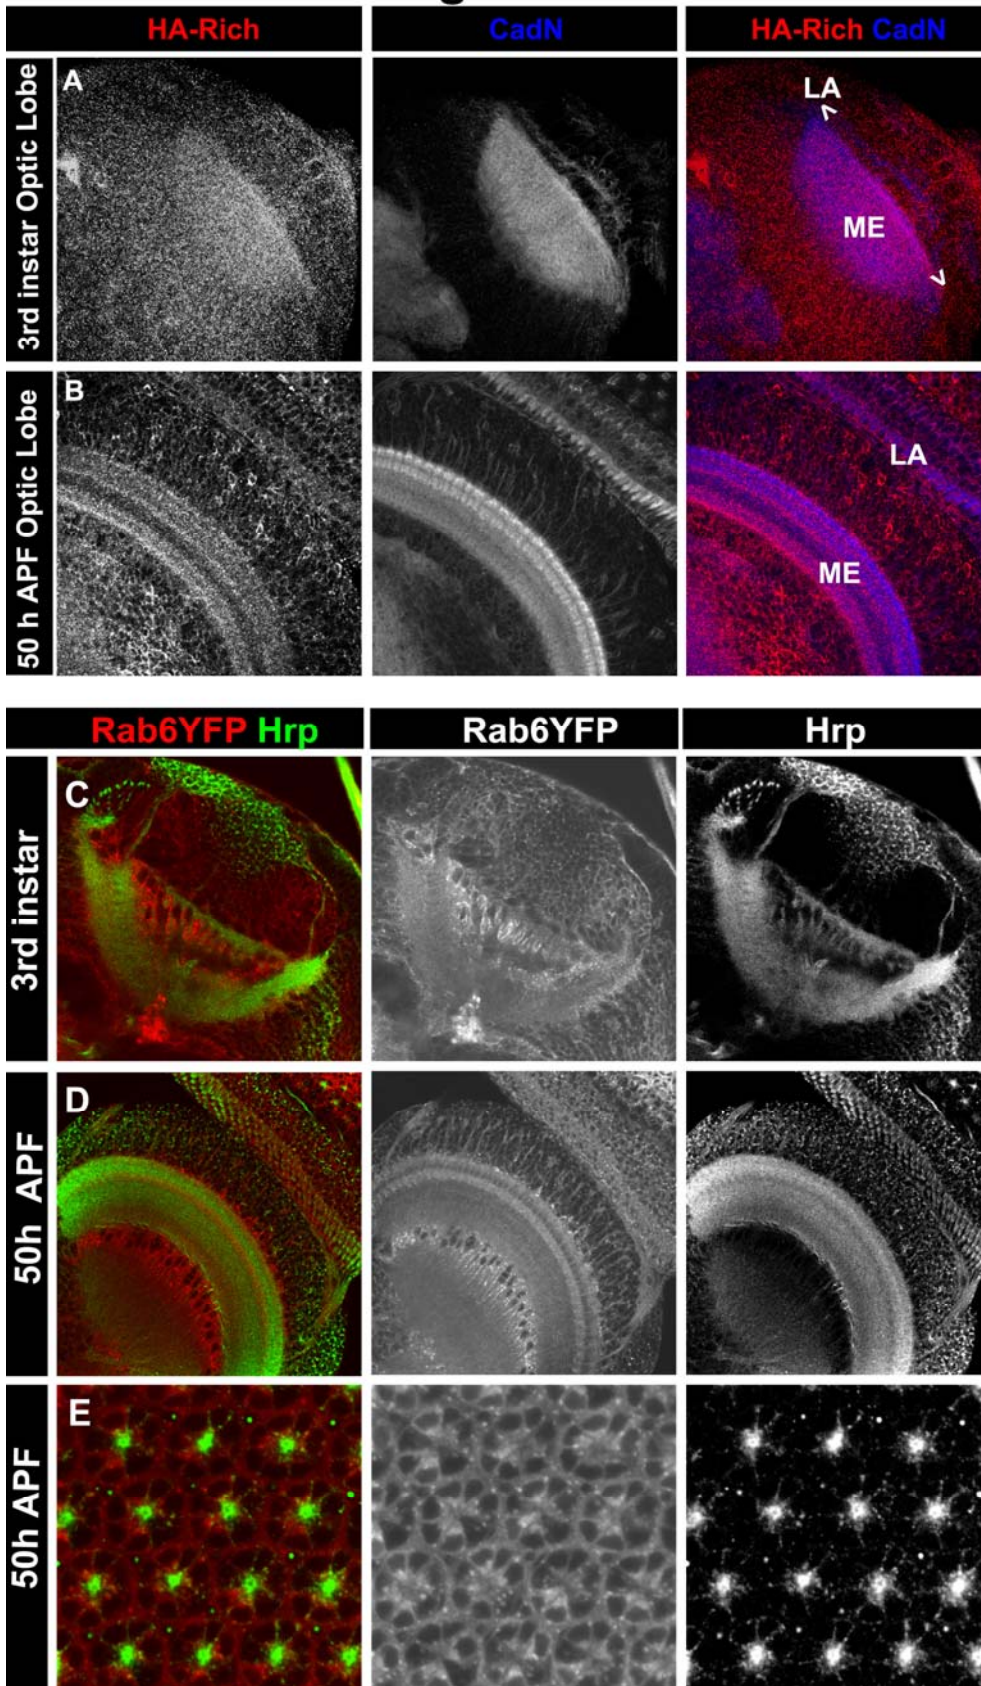 HA-Rich CadN HA-Rich CadN
3rd instar Optic Lobe
A
LA
ME
50 h APF Optic Lobe
B
LA
ME
Rab6YFP Hrp Rab6YFP Hrp
3rd instar
C
50h APF
D
50h APF
E